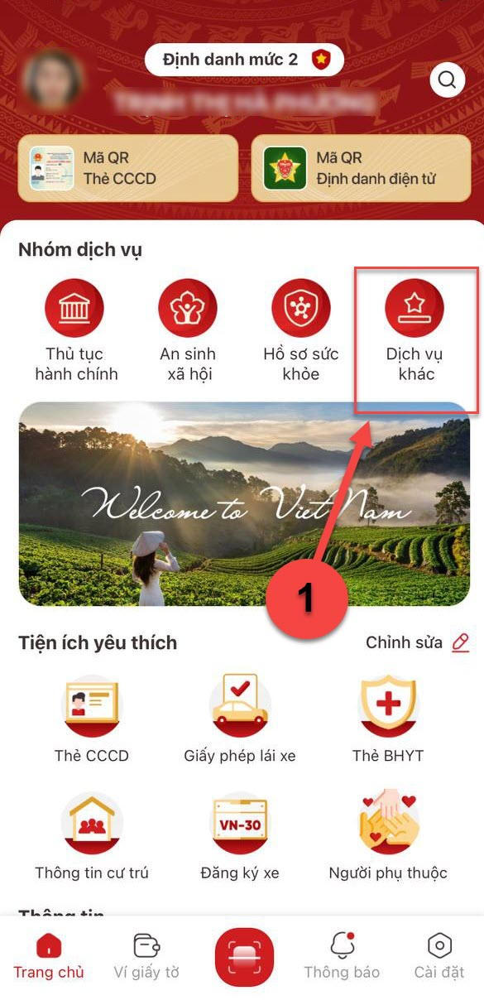 Định danh mức 2
Mã QR
Thẻ CCCD
Mã QR
Định danh điện tử
Nhóm dịch vụ
Thủ tục
hành chính
An sinh
xã hội
Hồ sơ sức
khỏe
Dịch vụ
khác
Welcome to Viet Nam
1
Tiện ích yêu thích
Chỉnh sửa
Thẻ CCCD
Giấy phép lái xe
Thẻ BHYT
VN-30
Thông tin cư trú
Đăng ký xe
Người phụ thuộc
Thông tin
Trang chủ
Ví giấy tờ
Thông báo
Cài đặt